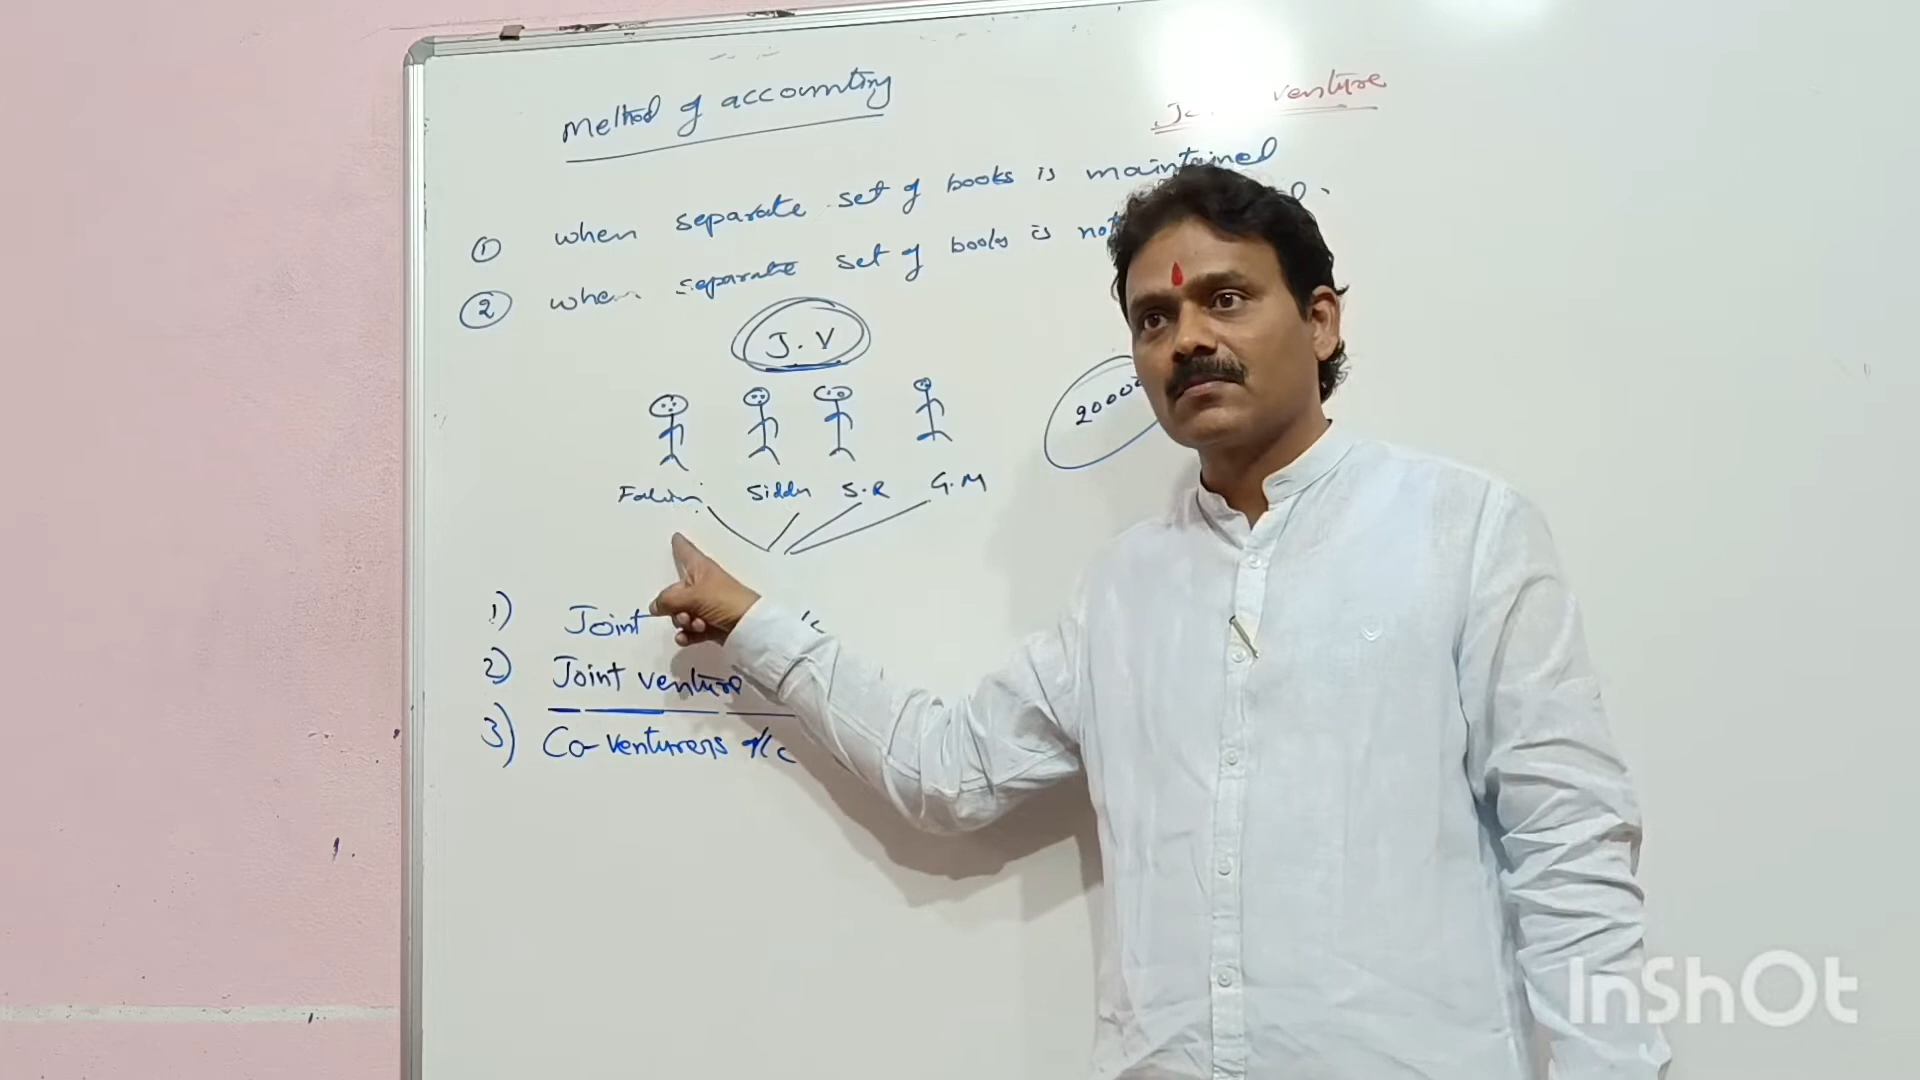 Method of accounting
venture
① when separate set of books is maintained
② when separate set of books is not
J.V
20000
Siddu S.R G.M
1) Joint
2) Joint venture
3) Co-venturers a/c
InShOt